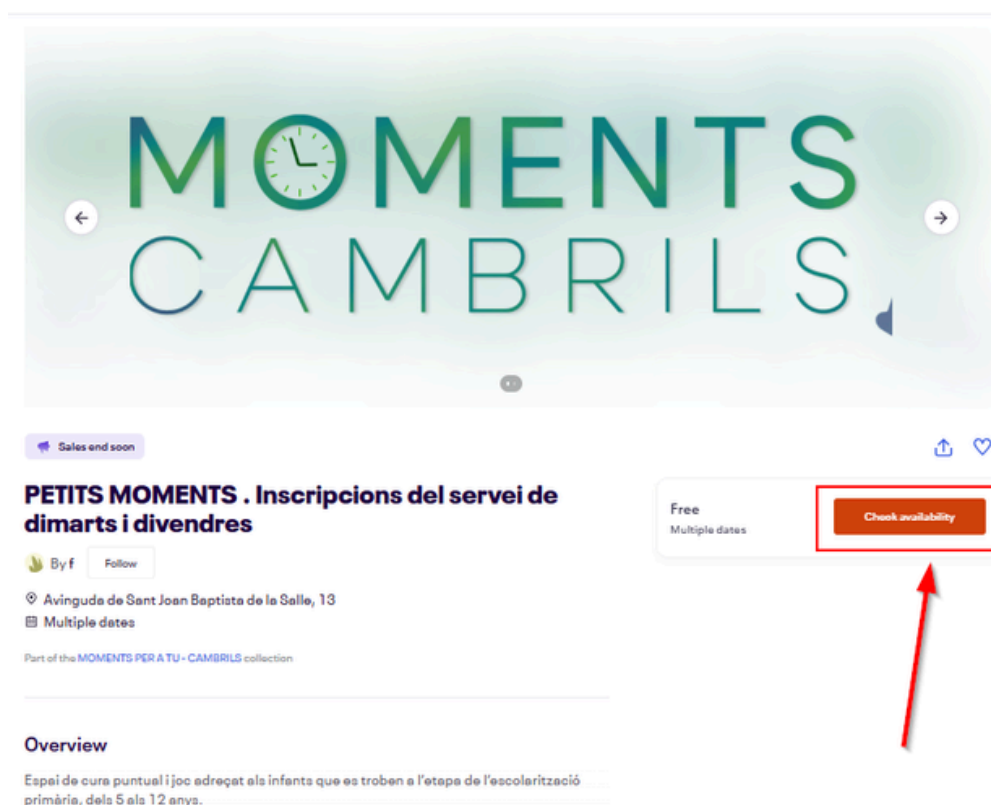 MOMENTS
CAMBRILS
Sales end soon
PETITS MOMENTS . Inscripcions del servei de
dimarts i divendres
By f
Follow
Avinguda de Sant Joan Baptista de la Salle, 13
Multiple dates
Part of the MOMENTS PER A TU - CAMBRILS collection
Free
Multiple dates
Check availability
Overview
Espai de cura puntual i joc adreçat als infants que es troben a l'etapa de l'escolarització
primària, dels 5 als 12 anys.